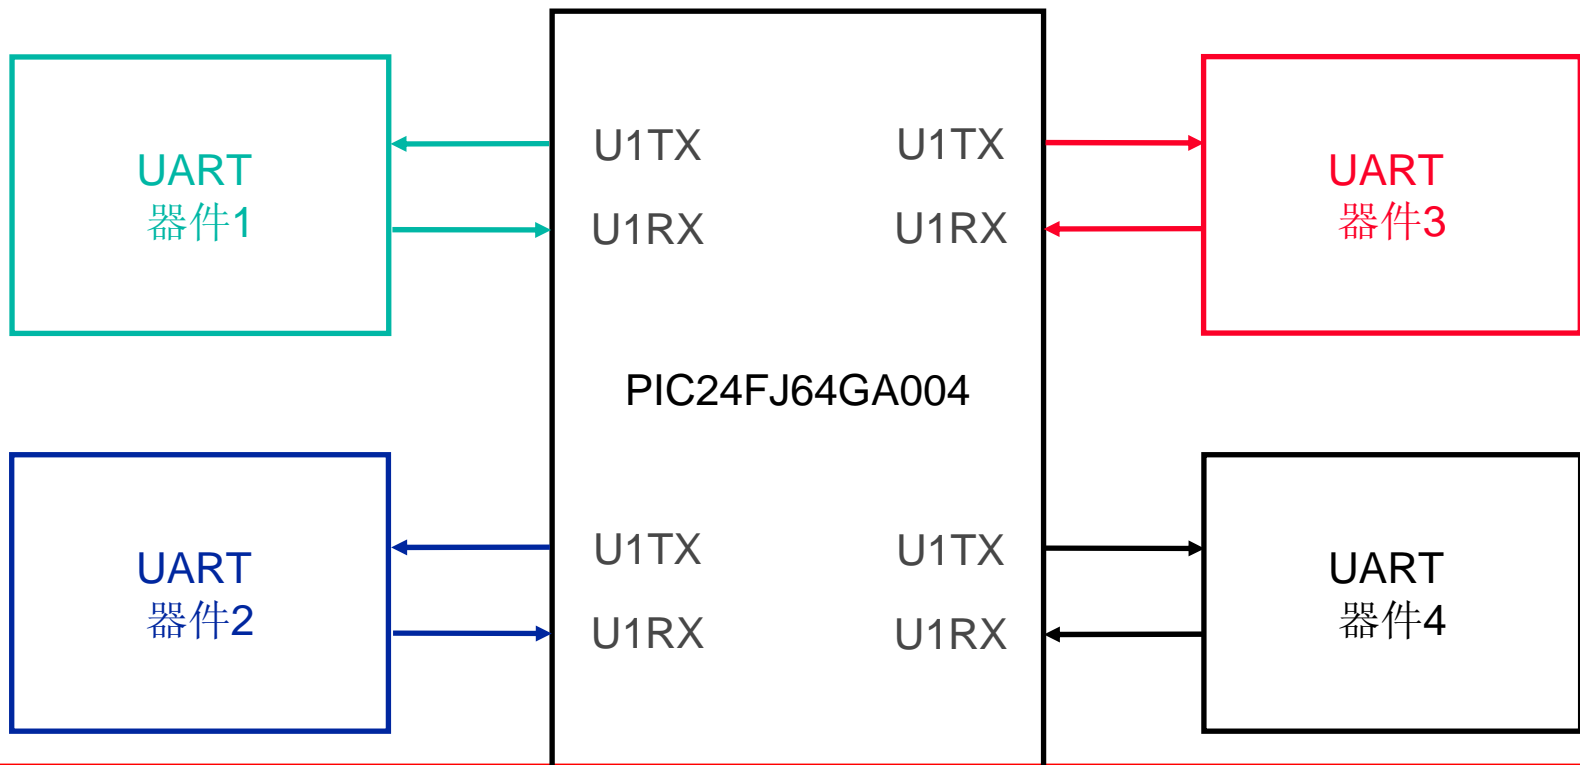 UART
器件1
U1TX
U1RX
U1TX
U1RX
UART
器件3
PIC24FJ64GA004
UART
器件2
U1TX
U1RX
U1TX
U1RX
UART
器件4